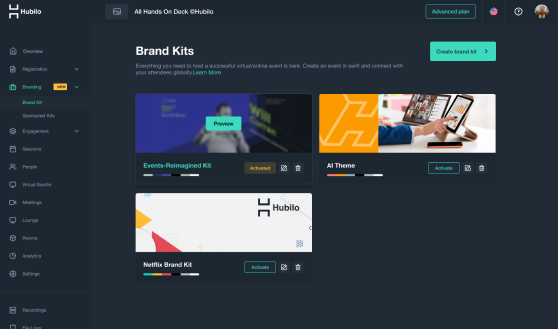 Hubilo
All Hands On Deck @Hubilo
Advanced plan
Overview
Registration
Branding
NEW
Brand Kit
Sponsored Ads
Engagement
Sessions
People
Virtual Booths
Meetings
Lounge
Rooms
Analytics
Settings
Recordings
Brand Kits
Everything you need to host a successful virtual/online event is here. Create an event in swift and connect with
your attendees globaby.Learn More
Create brand kit
Will
Preview
Events-Reimagined Kit
Activated
AI Theme
Activate
Hubilo
Netflix Brand Kit
Activate